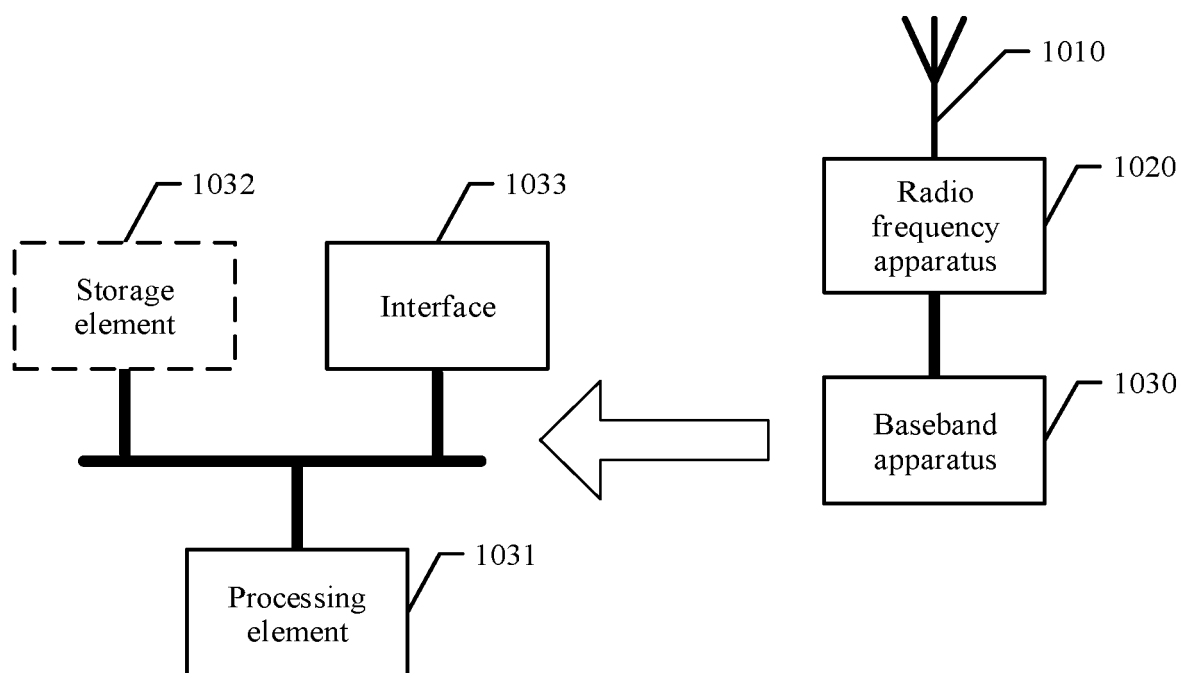 1010
1020
Radio
frequency
apparatus
1032
1033
Storage
element
Interface
1030
Baseband
apparatus
1031
Processing
element